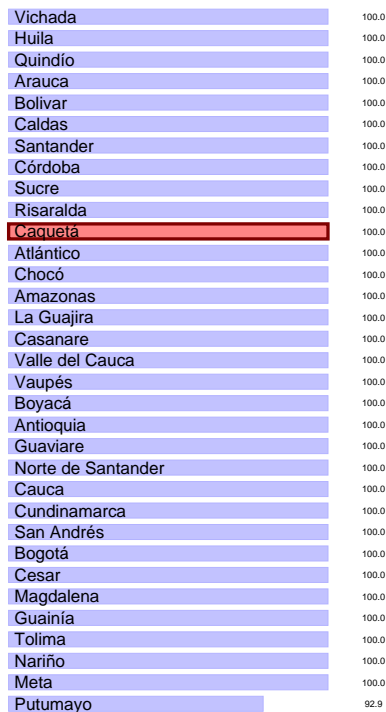 Vichada 100.0
Huila 100.0
Quindío 100.0
Arauca 100.0
Bolivar 100.0
Caldas 100.0
Santander 100.0
Córdoba 100.0
Sucre 100.0
Risaralda 100.0
Caquetá 100.0
Atlántico 100.0
Chocó 100.0
Amazonas 100.0
La Guajira 100.0
Casanare 100.0
Valle del Cauca 100.0
Vaupés 100.0
Boyacá 100.0
Antioquia 100.0
Guaviare 100.0
Norte de Santander 100.0
Cauca 100.0
Cundinamarca 100.0
San Andrés 100.0
Bogotá 100.0
Cesar 100.0
Magdalena 100.0
Guainía 100.0
Tolima 100.0
Nariño 100.0
Meta 100.0
Putumayo 92.9